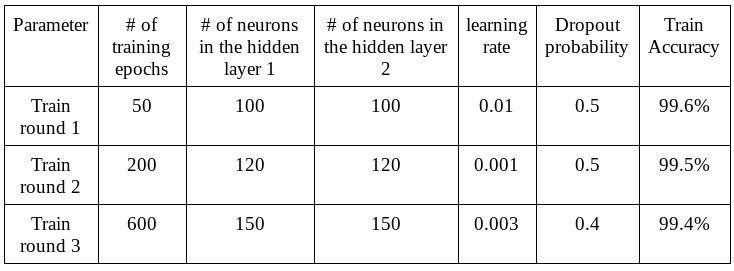 Parameter
# of
training
epochs
# of neurons
in the hidden
layer 1
# of neurons in
the hidden layer
2
learning
rate
Dropout
probability
Train
Accuracy
Train
round 1
50
100
100
0.01
0.5
99.6%
Train
round 2
200
120
120
0.001
0.5
99.5%
Train
round 3
600
150
150
0.003
0.4
99.4%